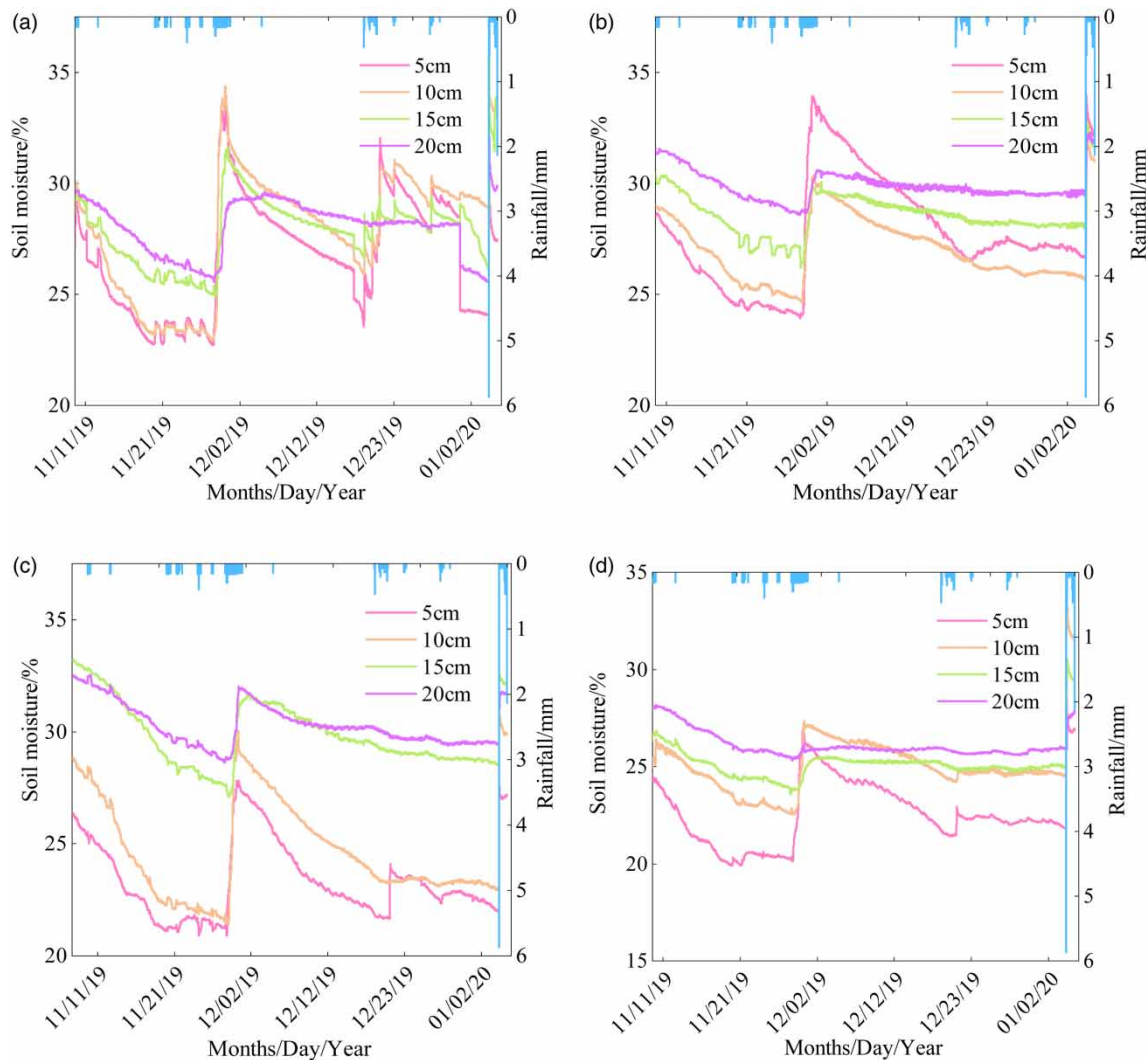 (a)
35
30
25
20
Soil moisture/%
5cm
10cm
15cm
20cm
0
1
2
3
4
5
6
Rainfall/mm
11/11/19
11/21/19
12/02/19
12/12/19
12/23/19
01/02/20
Months/Day/Year
(b)
35
30
25
20
Soil moisture/%
5cm
10cm
15cm
20cm
0
1
2
3
4
5
6
Rainfall/mm
11/11/19
11/21/19
12/02/19
12/12/19
12/23/19
01/02/20
Months/Day/Year
(c)
35
30
25
20
Soil moisture/%
5cm
10cm
15cm
20cm
0
1
2
3
4
5
6
Rainfall/mm
11/11/19
11/21/19
12/02/19
12/12/19
12/23/19
01/02/20
Months/Day/Year
(d)
35
30
25
20
15
Soil moisture/%
5cm
10cm
15cm
20cm
0
1
2
3
4
5
6
Rainfall/mm
11/11/19
11/21/19
12/02/19
12/12/19
12/23/19
01/02/20
Months/Day/Year